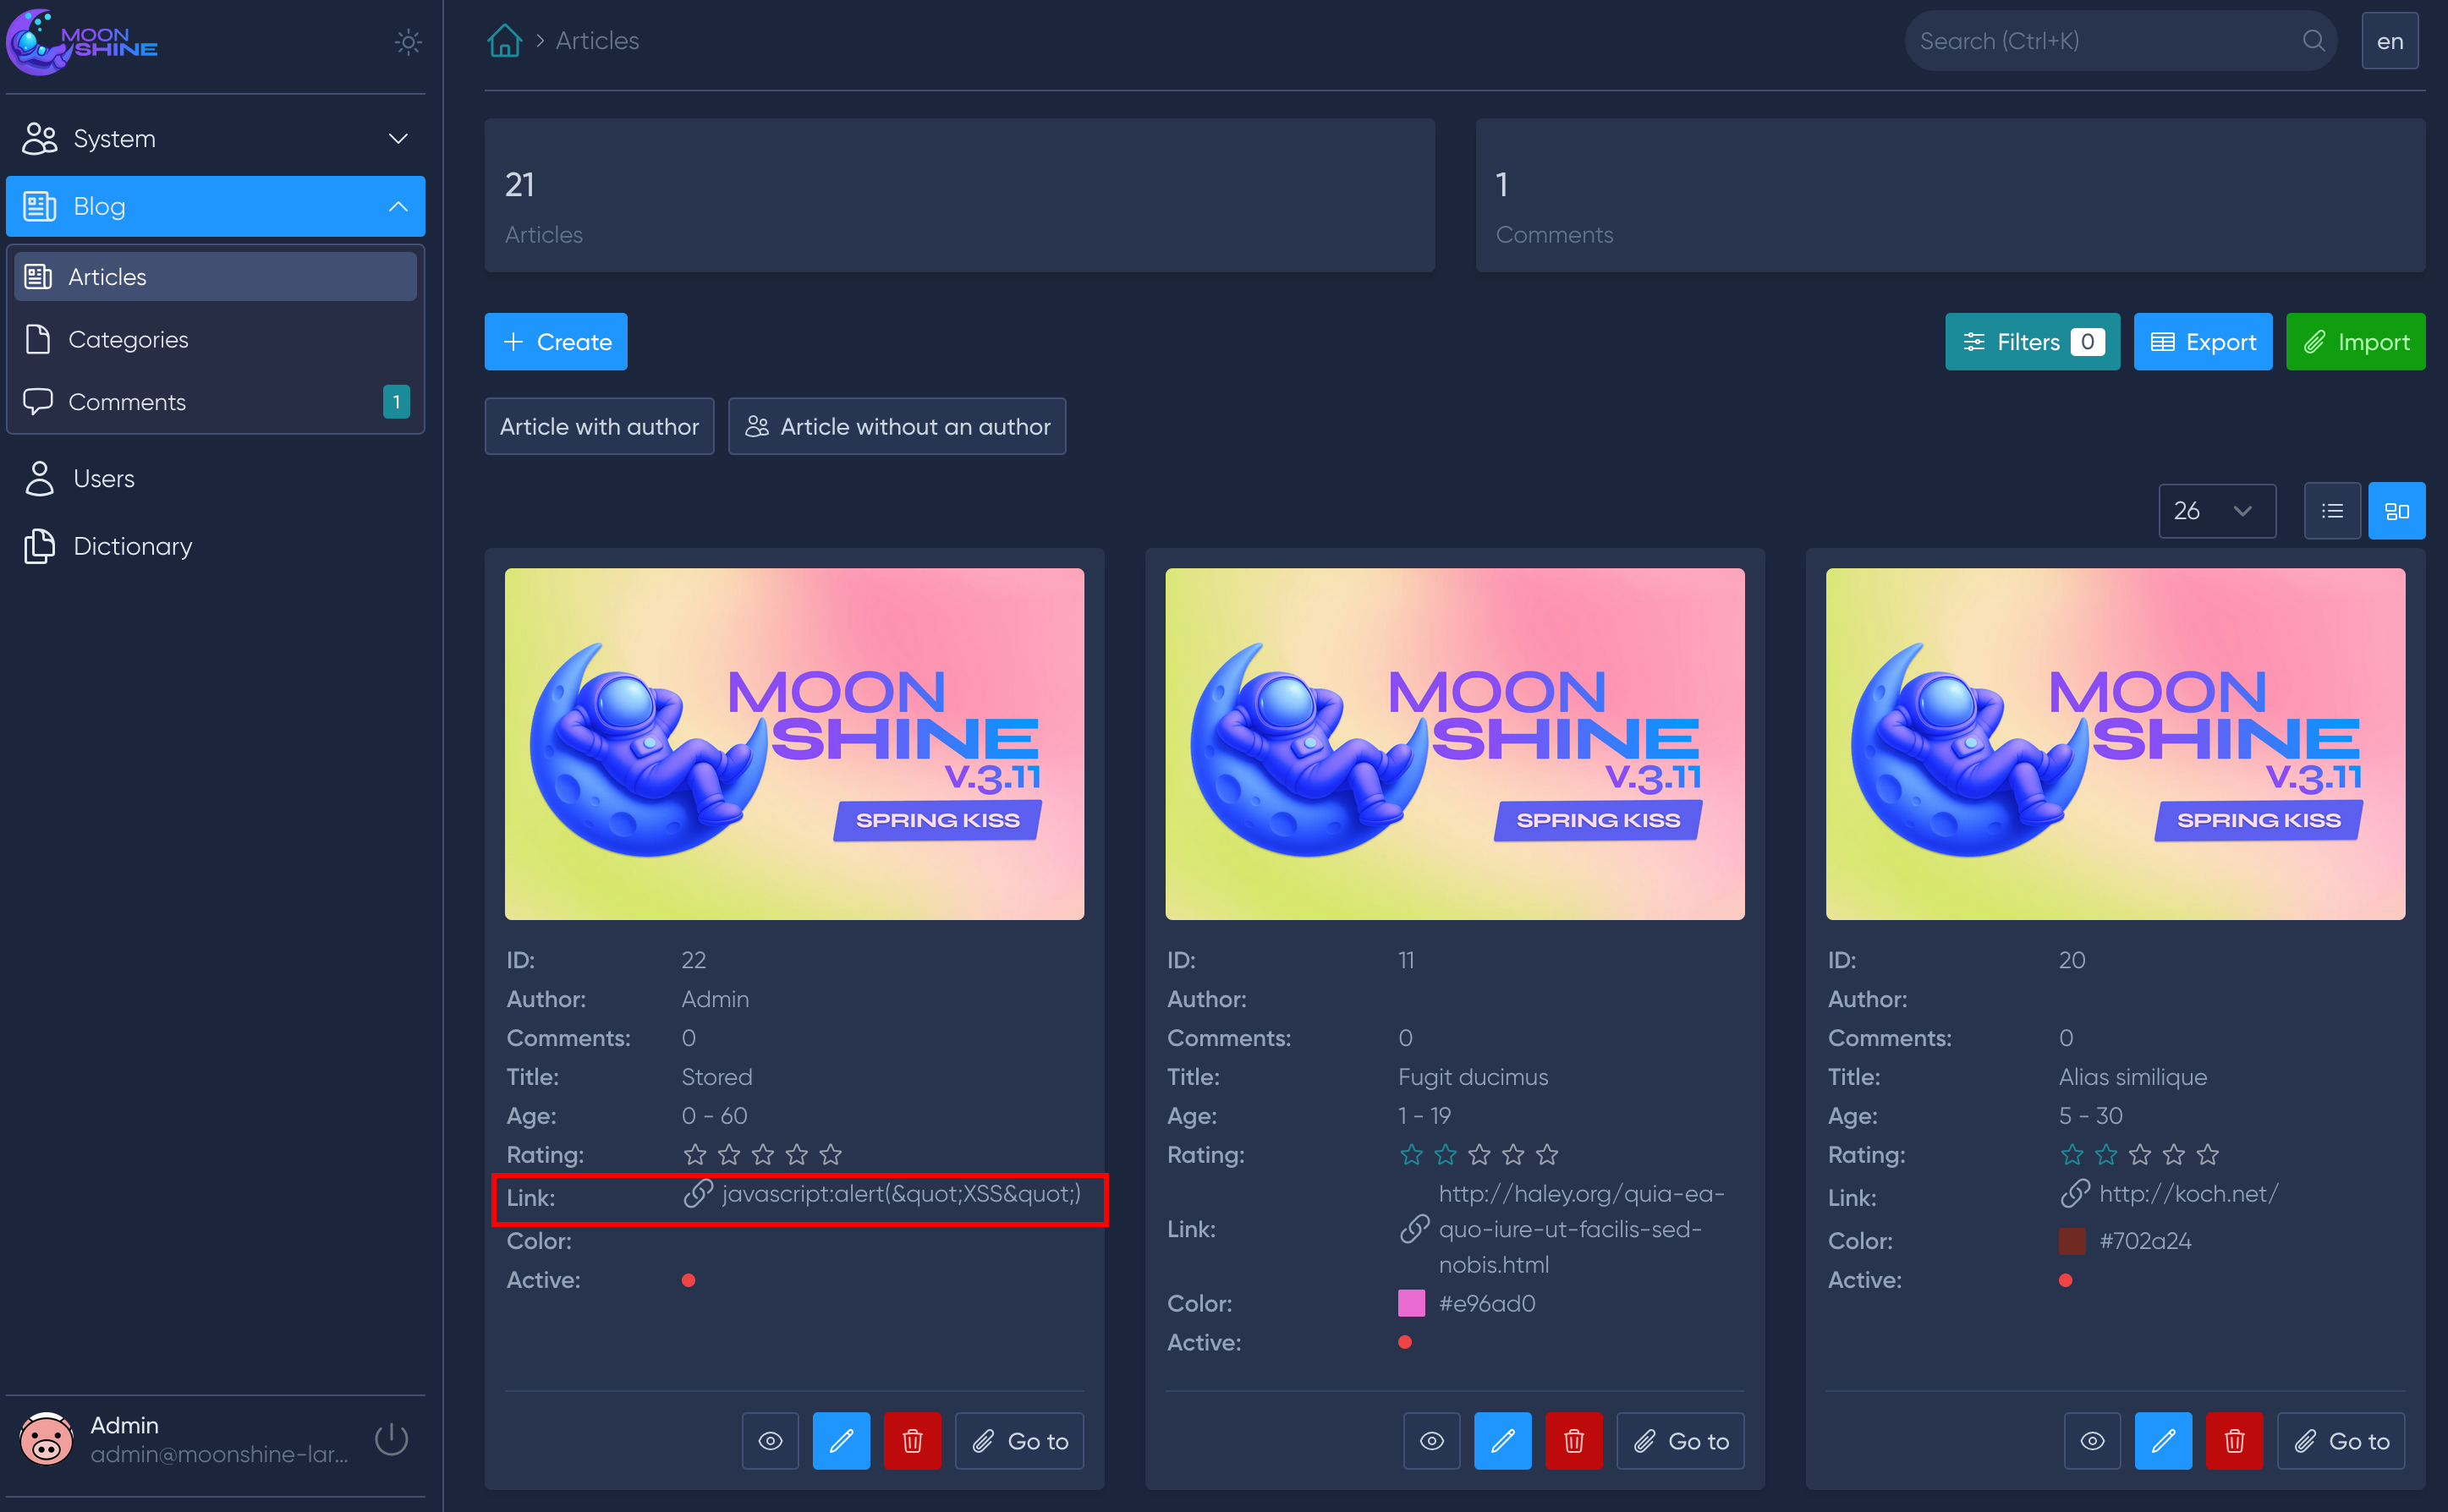 MOON
SHINE
Articles
Search (Ctrl+K)
en
System
Blog
Articles
Categories
Comments
1
Users
Dictionary
21
Articles
1
Comments
Create
Filters 0
Export
Import
Article with author
Article without an author
26
MOON
SHINE
V.3.11
SPRING KISS
ID: 22
Author: Admin
Comments: 0
Title: Stored
Age: 0 - 60
Rating:
Link: javascript:alert(&quot;XSS&quot;)
Color:
Active:
Go to
MOON
SHINE
V.3.11
SPRING KISS
ID: 11
Author:
Comments: 0
Title: Fugit ducimus
Age: 1 - 19
Rating:
Link: http://haley.org/quia-ea-
quo-iure-ut-facilis-sed-
nobis.html
Color: #e96ad0
Active:
Go to
MOON
SHINE
V.3.11
SPRING KISS
ID: 20
Author:
Comments: 0
Title: Alias similique
Age: 5 - 30
Rating:
Link: http://koch.net/
Color: #702a24
Active:
Go to
Admin
admin@moonshine-lar...